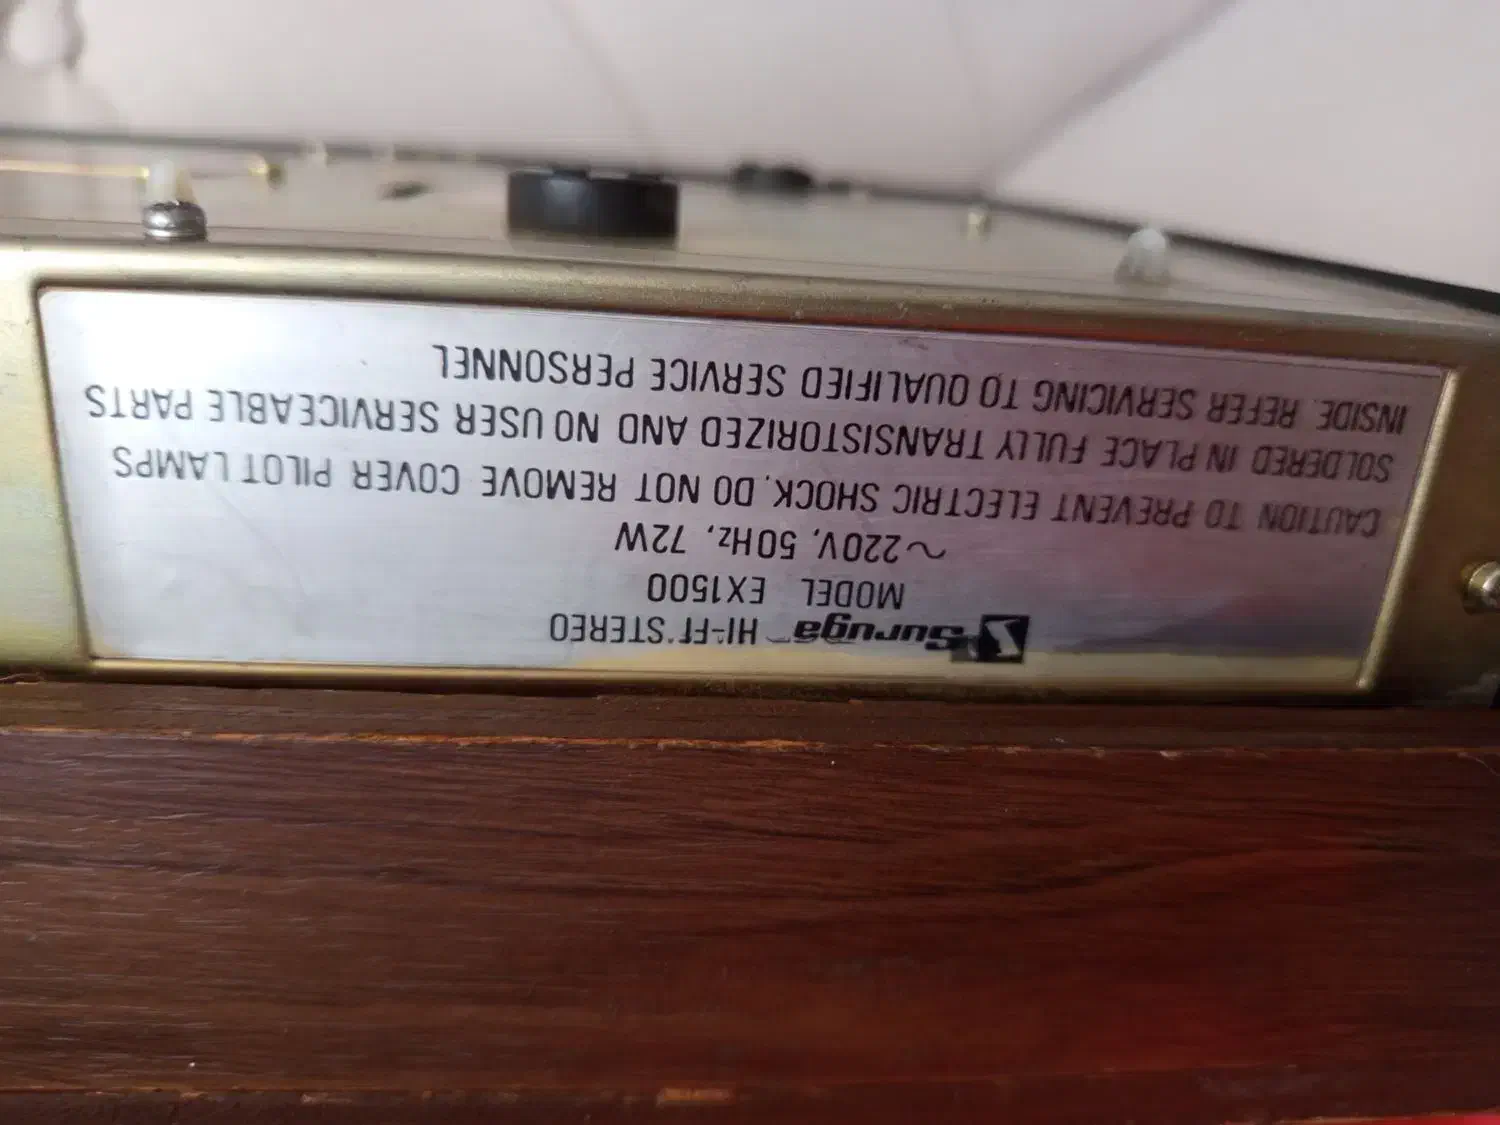 Suruga HI-FI STEREO
MODEL EX1500
~220V, 50Hz, 72W
CAUTION TO PREVENT ELECTRIC SHOCK, DO NOT REMOVE COVER PILOT LAMPS
SOLDERED IN PLACE FULLY TRANSISTORIZED AND NO USER SERVICEABLE PARTS
INSIDE. REFER SERVICING TO QUALIFIED SERVICE PERSONNEL